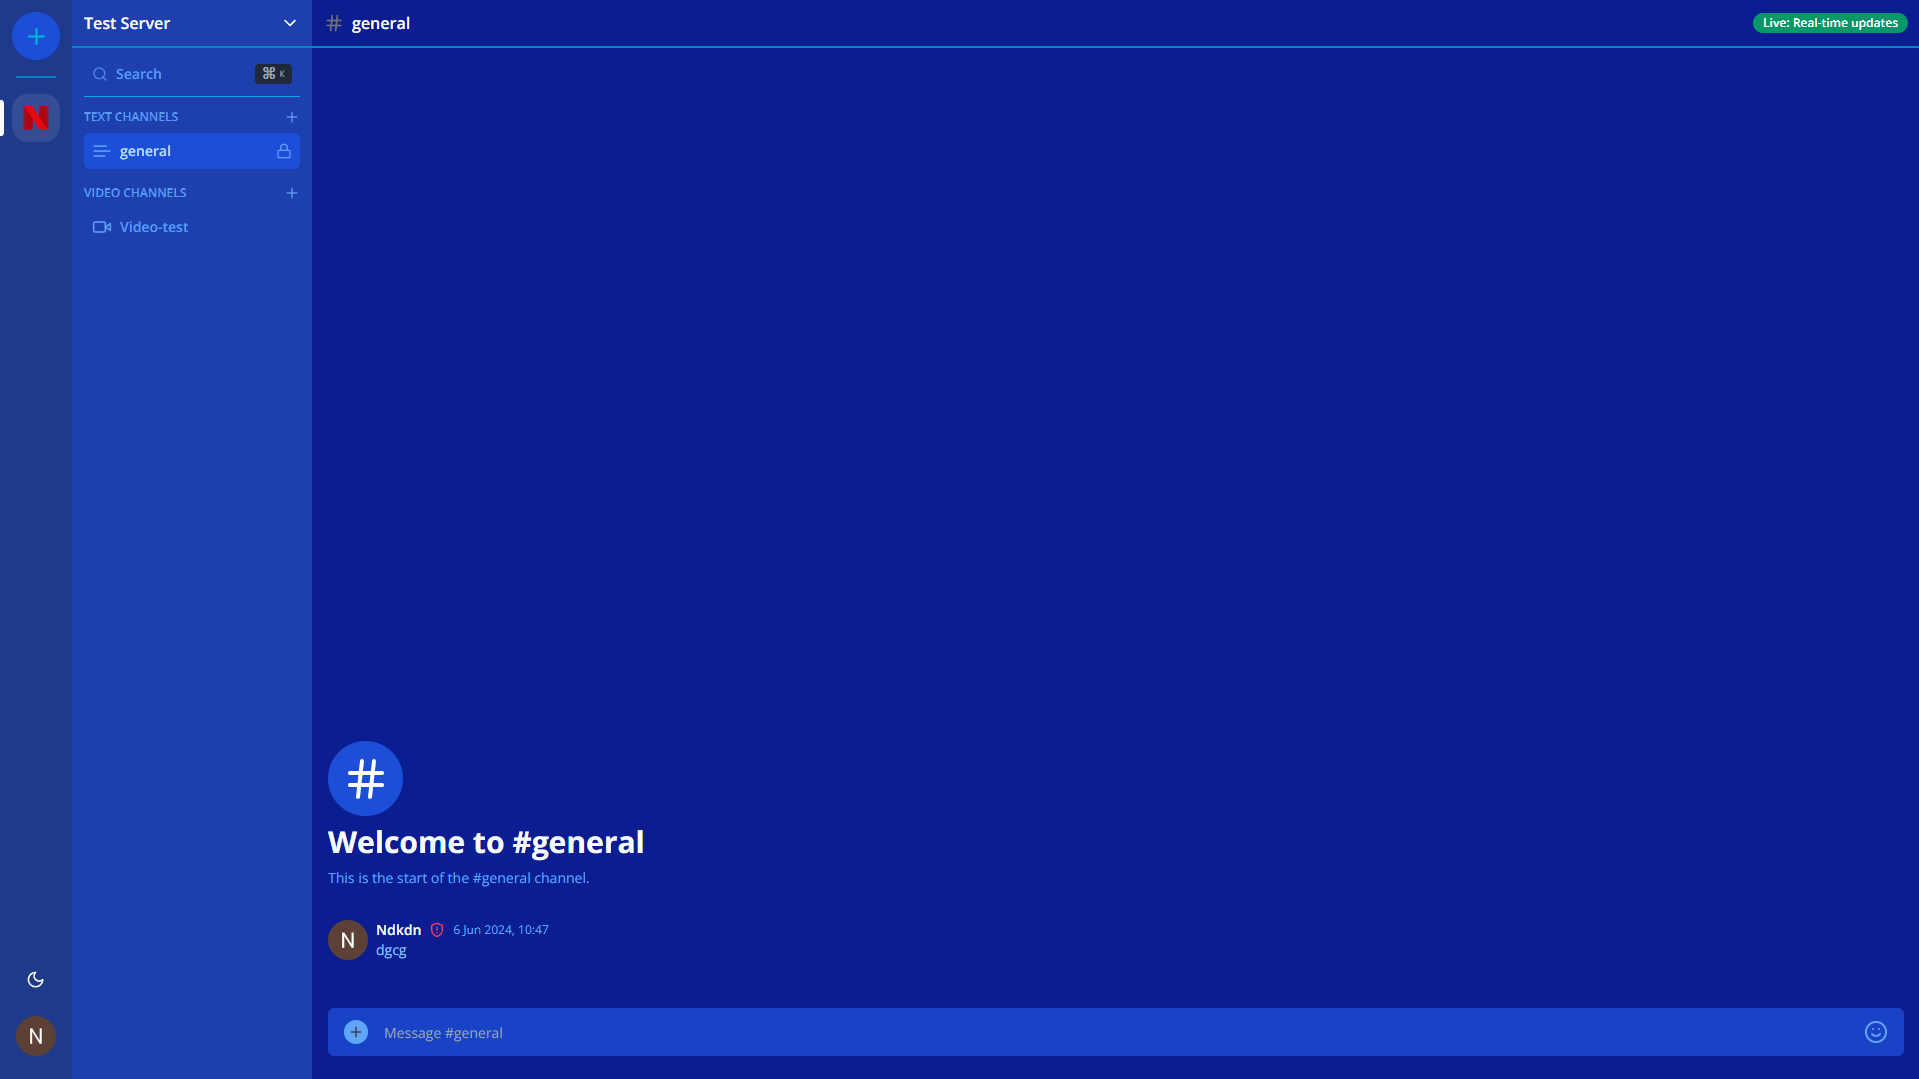 Test Server
# general
Live: Real-time updates
Search
⌘ K
N
TEXT CHANNELS
general
VIDEO CHANNELS
Video-test
#
Welcome to #general
This is the start of the #general channel.
N
Ndkdn 6 Jun 2024, 10:47
dgcg
Message #general
N